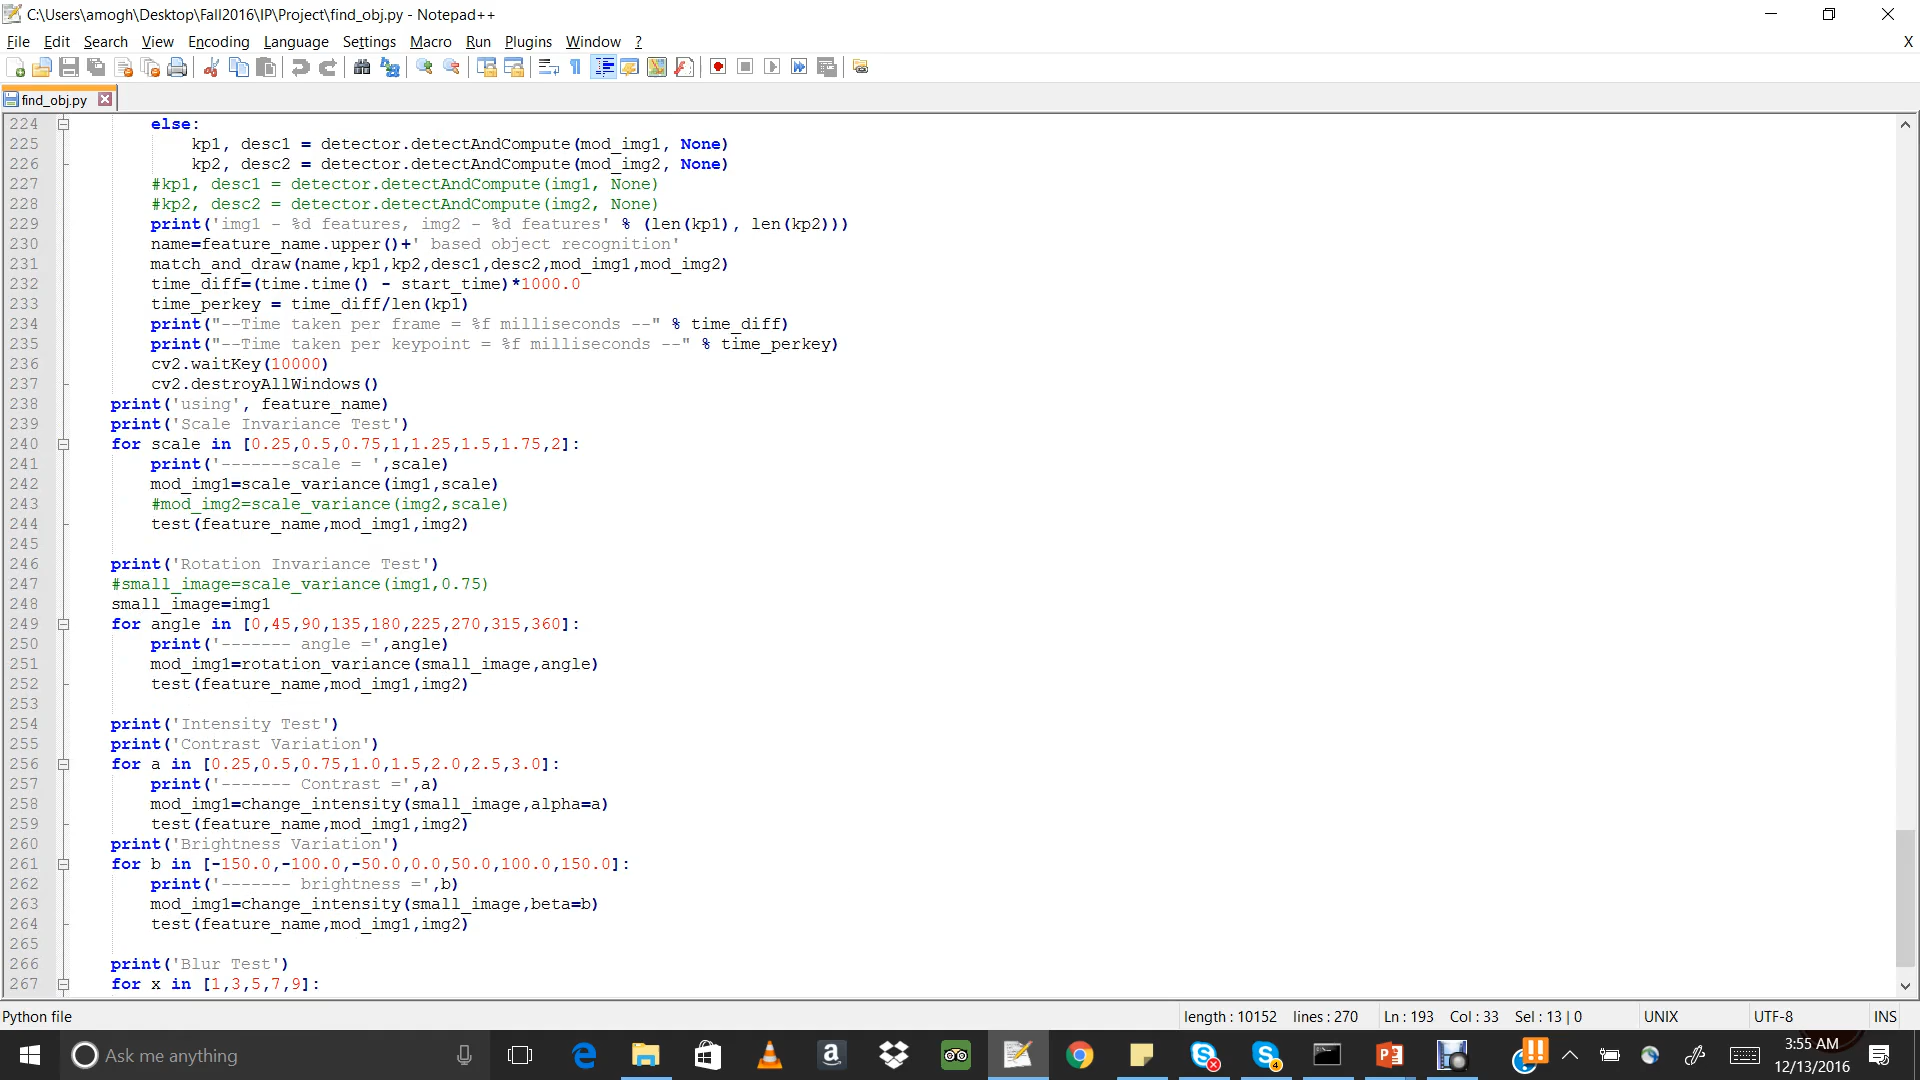 C:\Users\amogh\Desktop\Fall2016\IP\Project\find_obj.py - Notepad++
File Edit Search View Encoding Language Settings Macro Run Plugins Window ? X
find_obj.py
224 else:
225 kp1, desc1 = detector.detectAndCompute(mod_img1, None)
226 kp2, desc2 = detector.detectAndCompute(mod_img2, None)
227 #kp1, desc1 = detector.detectAndCompute(img1, None)
228 #kp2, desc2 = detector.detectAndCompute(img2, None)
229 print('img1 - %d features, img2 - %d features' % (len(kp1), len(kp2)))
230 name=feature_name.upper()+' based object recognition'
231 match_and_draw(name,kp1,kp2,desc1,desc2,mod_img1,mod_img2)
232 time_diff=(time.time() - start_time)*1000.0
233 time_perkey = time_diff/len(kp1)
234 print("--Time taken per frame = %f milliseconds --" % time_diff)
235 print("--Time taken per keypoint = %f milliseconds --" % time_perkey)
236 cv2.waitKey(10000)
237 cv2.destroyAllWindows()
238 print('using', feature_name)
239 print('Scale Invariance Test')
240 for scale in [0.25,0.5,0.75,1,1.25,1.5,1.75,2]:
241 print('-------scale = ',scale)
242 mod_img1=scale_variance(img1,scale)
243 #mod_img2=scale_variance(img2,scale)
244 test(feature_name,mod_img1,img2)
245
246 print('Rotation Invariance Test')
247 #small_image=scale_variance(img1,0.75)
248 small_image=img1
249 for angle in [0,45,90,135,180,225,270,315,360]:
250 print('------- angle =',angle)
251 mod_img1=rotation_variance(small_image,angle)
252 test(feature_name,mod_img1,img2)
253
254 print('Intensity Test')
255 print('Contrast Variation')
256 for a in [0.25,0.5,0.75,1.0,1.5,2.0,2.5,3.0]:
257 print('------- Contrast =',a)
258 mod_img1=change_intensity(small_image,alpha=a)
259 test(feature_name,mod_img1,img2)
260 print('Brightness Variation')
261 for b in [-150.0,-100.0,-50.0,0.0,50.0,100.0,150.0]:
262 print('------- brightness =',b)
263 mod_img1=change_intensity(small_image,beta=b)
264 test(feature_name,mod_img1,img2)
265
266 print('Blur Test')
267 for x in [1,3,5,7,9]:
Python file length : 10152 lines : 270 Ln : 193 Col : 33 Sel : 13 | 0 UNIX UTF-8 INS
Ask me anything
3:55 AM
12/13/2016